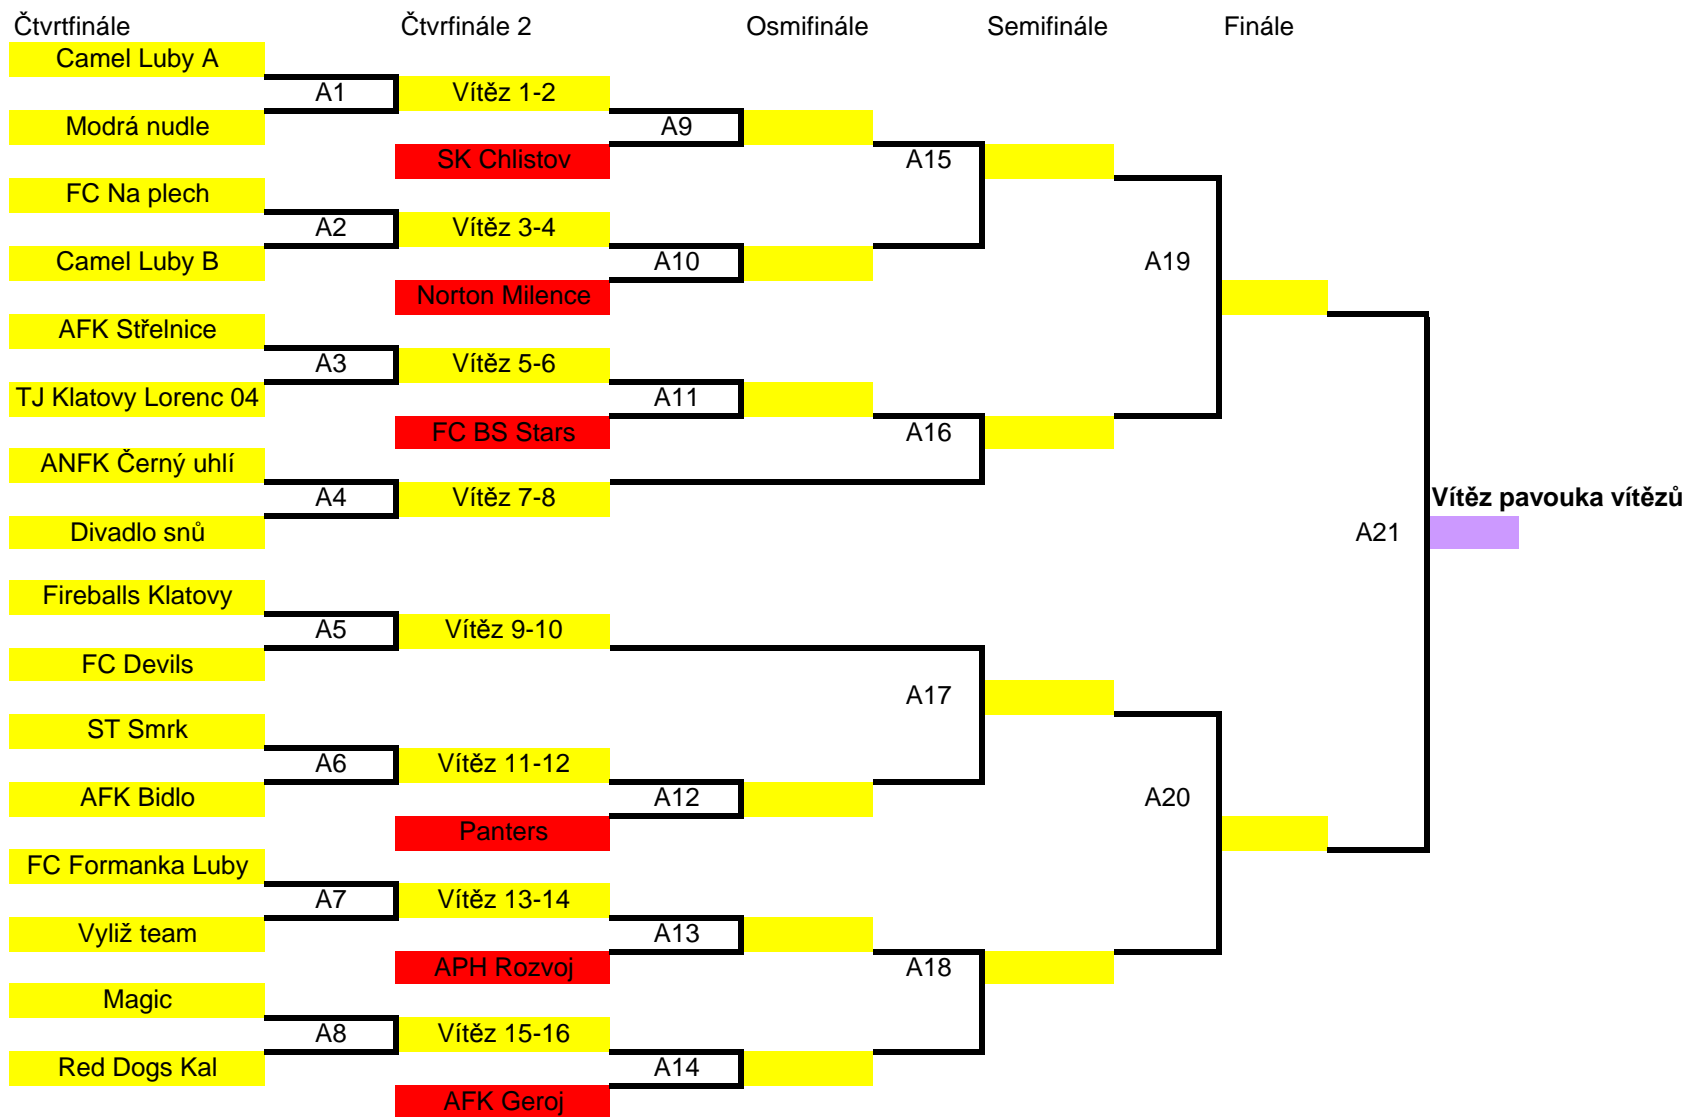 Čtvrtfinále Čtvrfinále 2 Osmifinále Semifinále Finále
Camel Luby A
A1 Vítěz 1-2
Modrá nudle A9
SK Chlistov A15
FC Na plech
A2 Vítěz 3-4
Camel Luby B A10 A19
Norton Milence
AFK Střelnice
A3 Vítěz 5-6
TJ Klatovy Lorenc 04 A11
FC BS Stars A16
ANFK Černý uhlí
A4 Vítěz 7-8 Vítěz pavouka vítězů
Divadlo snů A21
Fireballs Klatovy
A5 Vítěz 9-10
FC Devils
A17
ST Smrk
A6 Vítěz 11-12
AFK Bidlo A12 A20
Panters
FC Formanka Luby
A7 Vítěz 13-14
Vyliž team A13
APH Rozvoj A18
Magic
A8 Vítěz 15-16
Red Dogs Kal A14
AFK Geroj